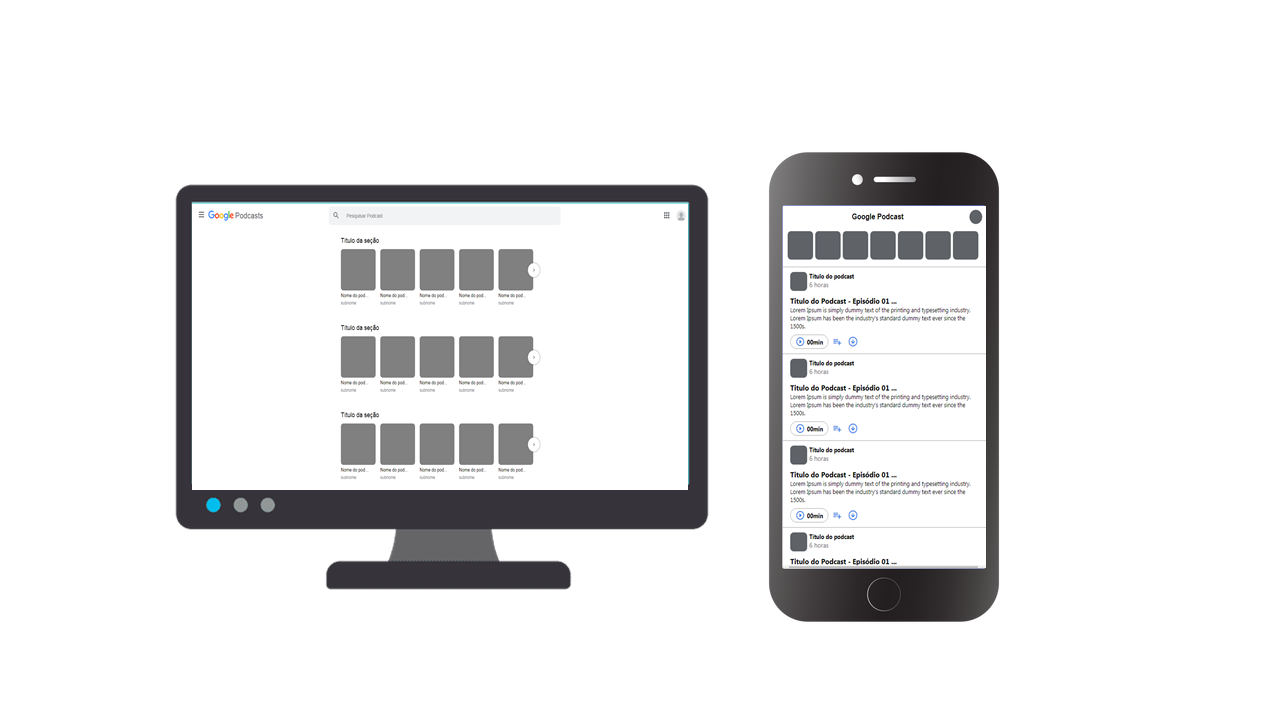 Google Podcasts
Pesquisar Podcast
Título da seção
Nome do pod... Nome do pod... Nome do pod... Nome do pod... Nome do pod...
subnome subnome subnome subnome subnome
Título da seção
Nome do pod... Nome do pod... Nome do pod... Nome do pod... Nome do pod...
subnome subnome subnome subnome subnome
Título da seção
Nome do pod... Nome do pod... Nome do pod... Nome do pod... Nome do pod...
subnome subnome subnome subnome subnome
Google Podcast
Título do podcast
6 horas
Título do Podcast - Episódio 01 ...
Lorem Ipsum is simply dummy text of the printing and typesetting industry.
Lorem Ipsum has been the industry's standard dummy text ever since the
1500s.
00min
Título do podcast
6 horas
Título do Podcast - Episódio 01 ...
Lorem Ipsum is simply dummy text of the printing and typesetting industry.
Lorem Ipsum has been the industry's standard dummy text ever since the
1500s.
00min
Título do podcast
6 horas
Título do Podcast - Episódio 01 ...
Lorem Ipsum is simply dummy text of the printing and typesetting industry.
Lorem Ipsum has been the industry's standard dummy text ever since the
1500s.
00min
Título do podcast
6 horas
Título do Podcast - Episódio 01 ...